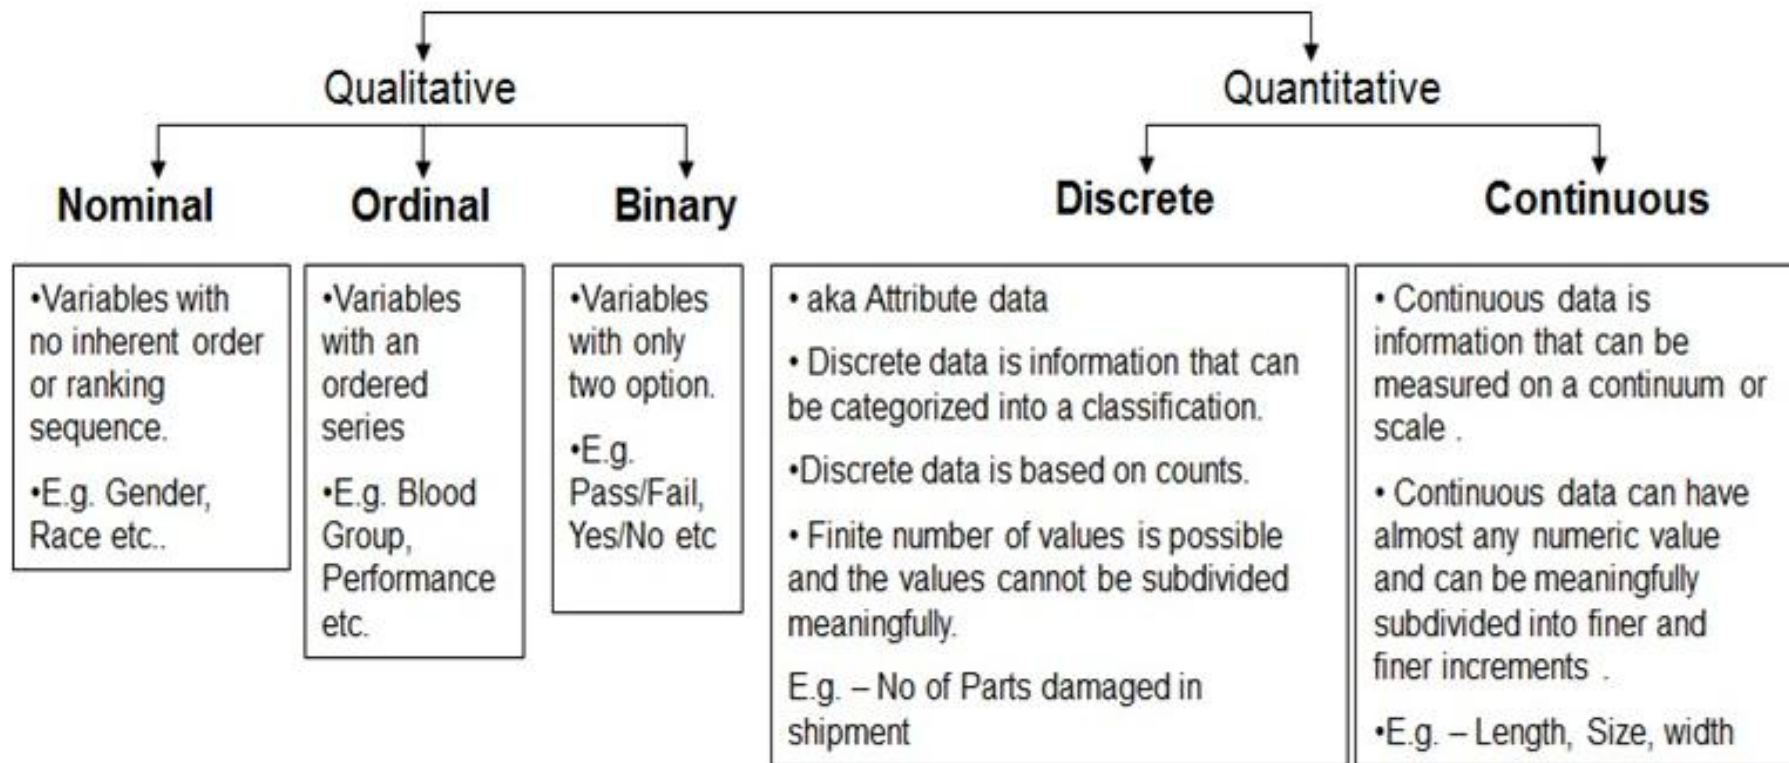 Qualitative
Quantitative
Nominal
Ordinal
Binary
Discrete
Continuous
•Variables with
no inherent order
or ranking
sequence.
•E.g. Gender,
Race etc..
•Variables
with an
ordered
series
•E.g. Blood
Group,
Performance
etc.
•Variables
with only
two option.
•E.g.
Pass/Fail,
Yes/No etc
• aka Attribute data
• Discrete data is information that can
be categorized into a classification.
•Discrete data is based on counts.
• Finite number of values is possible
and the values cannot be subdivided
meaningfully.
E.g. – No of Parts damaged in
shipment
• Continuous data is
information that can be
measured on a continuum or
scale .
• Continuous data can have
almost any numeric value
and can be meaningfully
subdivided into finer and
finer increments .
•E.g. – Length, Size, width